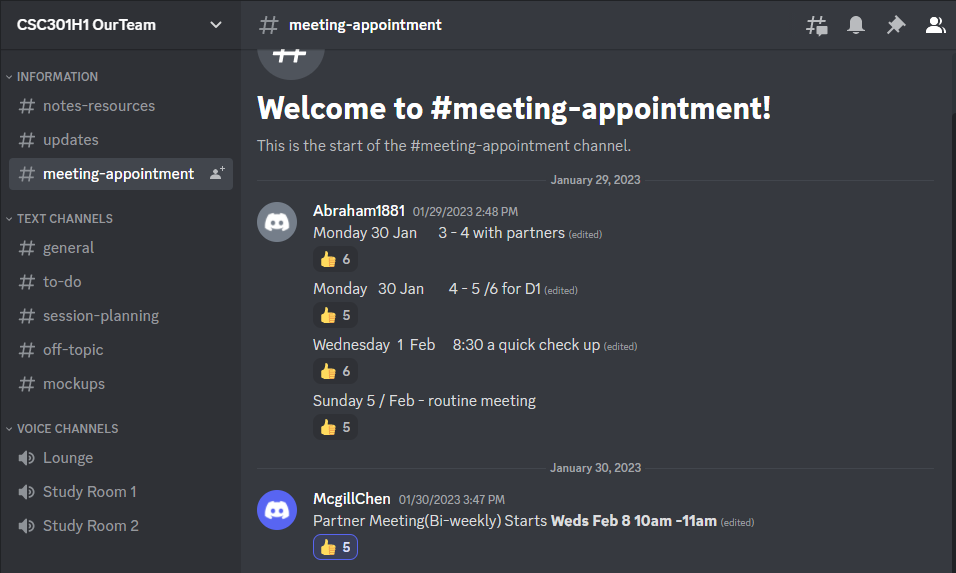 CSC301H1 OurTeam
INFORMATION
notes-resources
updates
meeting-appointment
TEXT CHANNELS
general
to-do
session-planning
off-topic
mockups
VOICE CHANNELS
Lounge
Study Room 1
Study Room 2
# meeting-appointment
#
Welcome to #meeting-appointment!
This is the start of the #meeting-appointment channel.
January 29, 2023
Abraham1881 01/29/2023 2:48 PM
Monday 30 Jan 3 - 4 with partners (edited)
👍 6
Monday 30 Jan 4 - 5 /6 for D1 (edited)
👍 5
Wednesday 1 Feb 8:30 a quick check up (edited)
👍 6
Sunday 5 / Feb - routine meeting
👍 5
January 30, 2023
McgillChen 01/30/2023 3:47 PM
Partner Meeting(Bi-weekly) Starts Weds Feb 8 10am -11am (edited)
👍 5